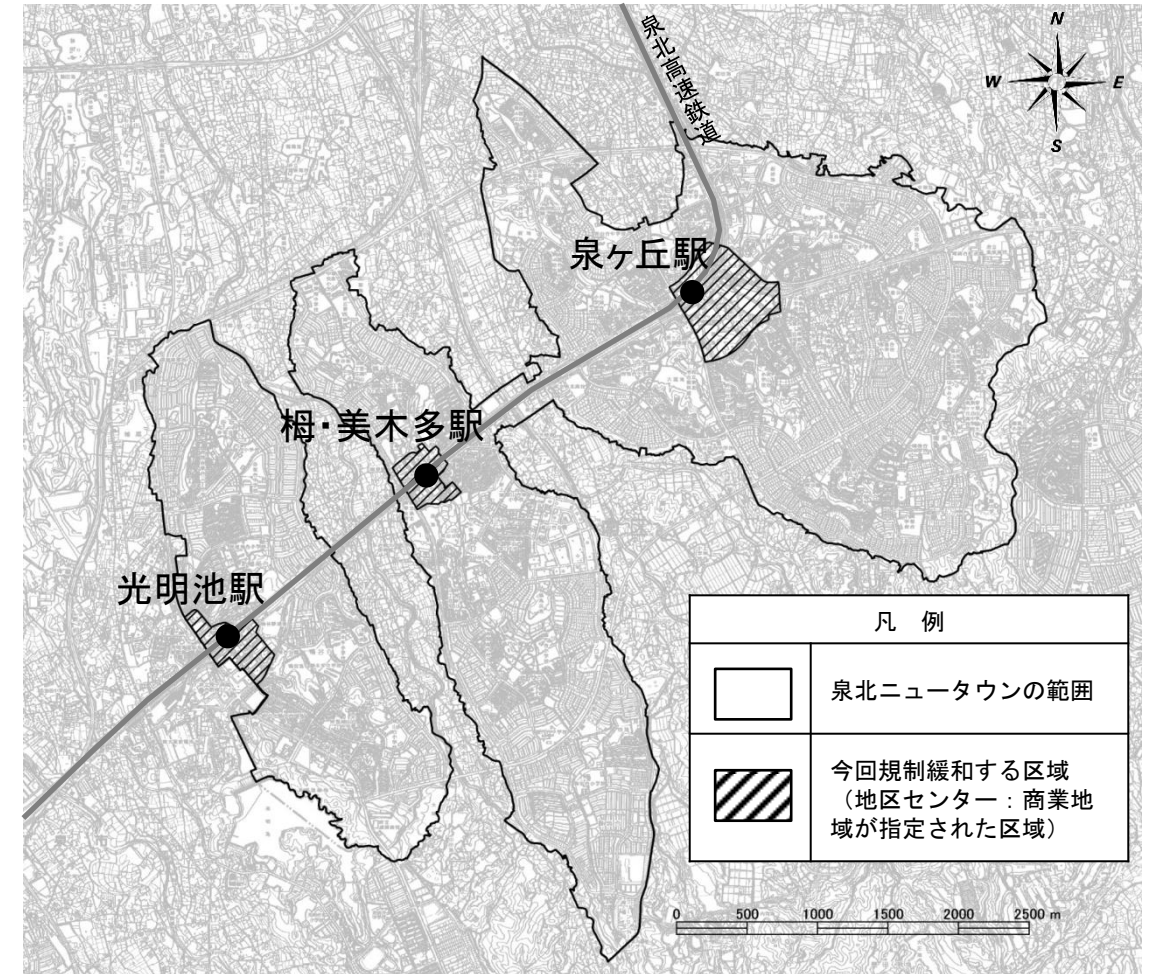 泉北高速鉄道
N
W
E
S
泉ヶ丘駅
栂・美木多駅
光明池駅
凡 例
泉北ニュータウンの範囲
今回規制緩和する区域
(地区センター:商業地
域が指定された区域)
0 500 1000 1500 2000 2500 m